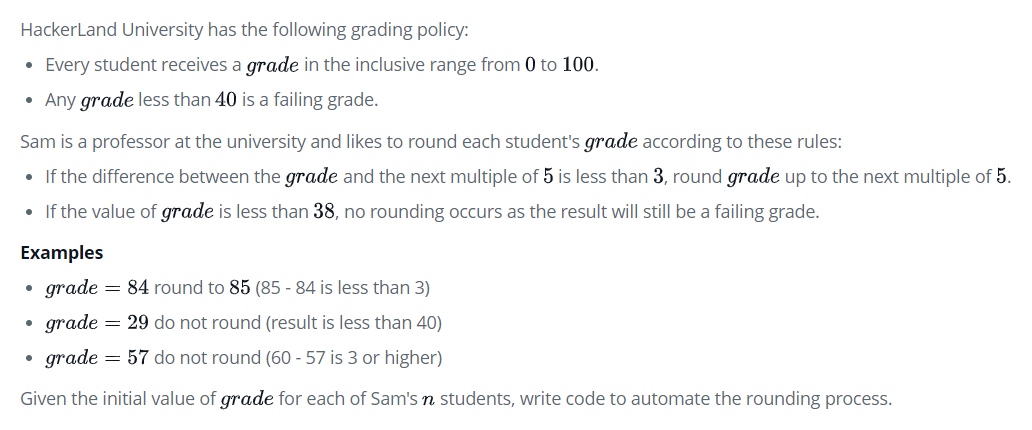 HackerLand University has the following grading policy:
• Every student receives a grade in the inclusive range from 0 to 100.
• Any grade less than 40 is a failing grade.
Sam is a professor at the university and likes to round each student's grade according to these rules:
• If the difference between the grade and the next multiple of 5 is less than 3, round grade up to the next multiple of 5.
• If the value of grade is less than 38, no rounding occurs as the result will still be a failing grade.
Examples
• grade = 84 round to 85 (85 - 84 is less than 3)
• grade = 29 do not round (result is less than 40)
• grade = 57 do not round (60 - 57 is 3 or higher)
Given the initial value of grade for each of Sam's n students, write code to automate the rounding process.